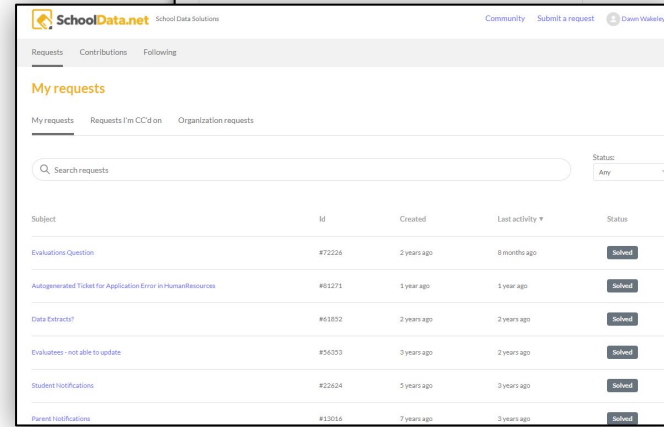 SchoolData.net School Data Solutions Community Submit a request Dawn Wakeley
Requests Contributions Following
My requests
My requests Requests I'm CC'd on Organization requests
Status:
Search requests Any
Subject Id Created Last activity ▼ Status
Evaluations Question #72226 2 years ago 8 months ago Solved
Autogenerated Ticket for Application Error in HumanResources #81271 1 year ago 1 year ago Solved
Data Extracts? #61852 2 years ago 2 years ago Solved
Evaluatees - not able to update #56353 3 years ago 2 years ago Solved
Student Notifications #22624 5 years ago 3 years ago Solved
Parent Notifications #13016 7 years ago 3 years ago Solved